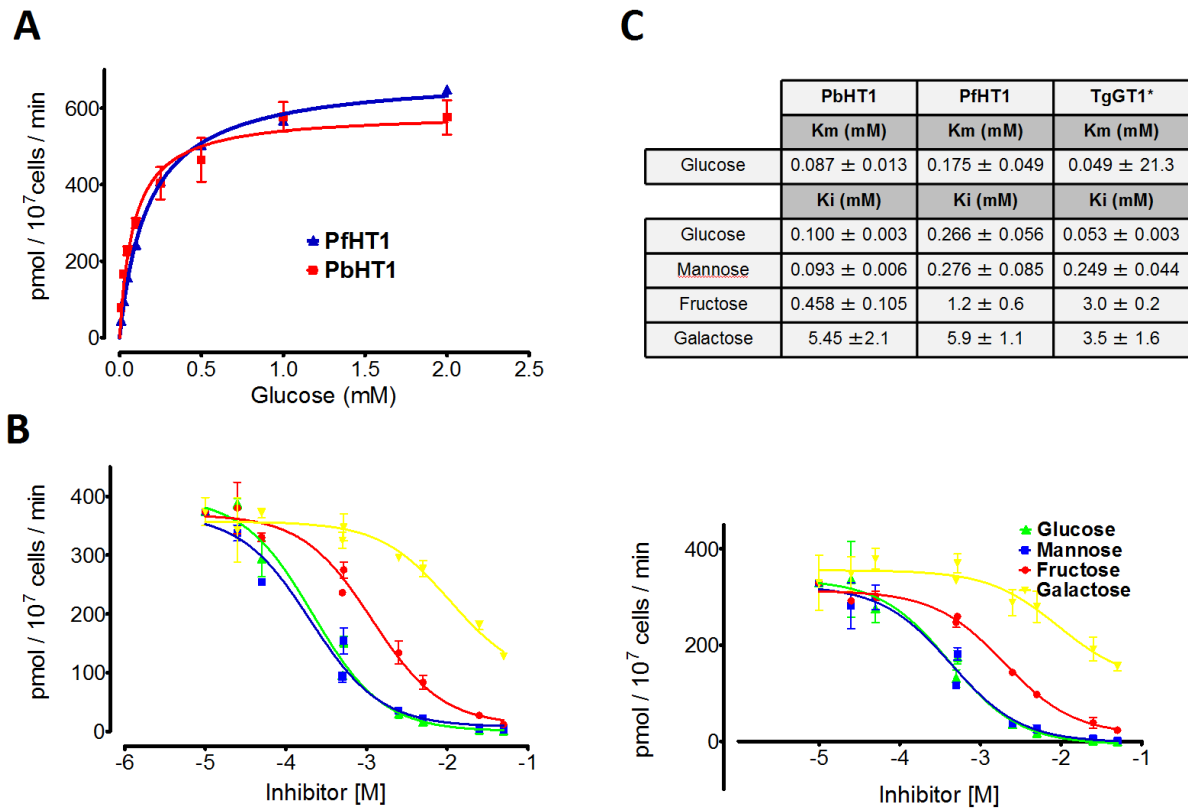 A
pmol / 10⁷ cells / min
600
400
200
0
PfHT1
PbHT1
0.0 0.5 1.0 1.5 2.0 2.5
Glucose (mM)
C
PbHT1 PfHT1 TgGT1*
Km (mM) Km (mM) Km (mM)
Glucose 0.087 ± 0.013 0.175 ± 0.049 0.049 ± 21.3
Ki (mM) Ki (mM) Ki (mM)
Glucose 0.100 ± 0.003 0.266 ± 0.056 0.053 ± 0.003
Mannose 0.093 ± 0.006 0.276 ± 0.085 0.249 ± 0.044
Fructose 0.458 ± 0.105 1.2 ± 0.6 3.0 ± 0.2
Galactose 5.45 ±2.1 5.9 ± 1.1 3.5 ± 1.6
B
pmol / 10⁷ cells / min
400
300
200
100
0
-6 -5 -4 -3 -2 -1
Inhibitor [M]
pmol / 10⁷ cells / min
400
200
0
Glucose
Mannose
Fructose
Galactose
-5 -4 -3 -2 -1
Inhibitor [M]